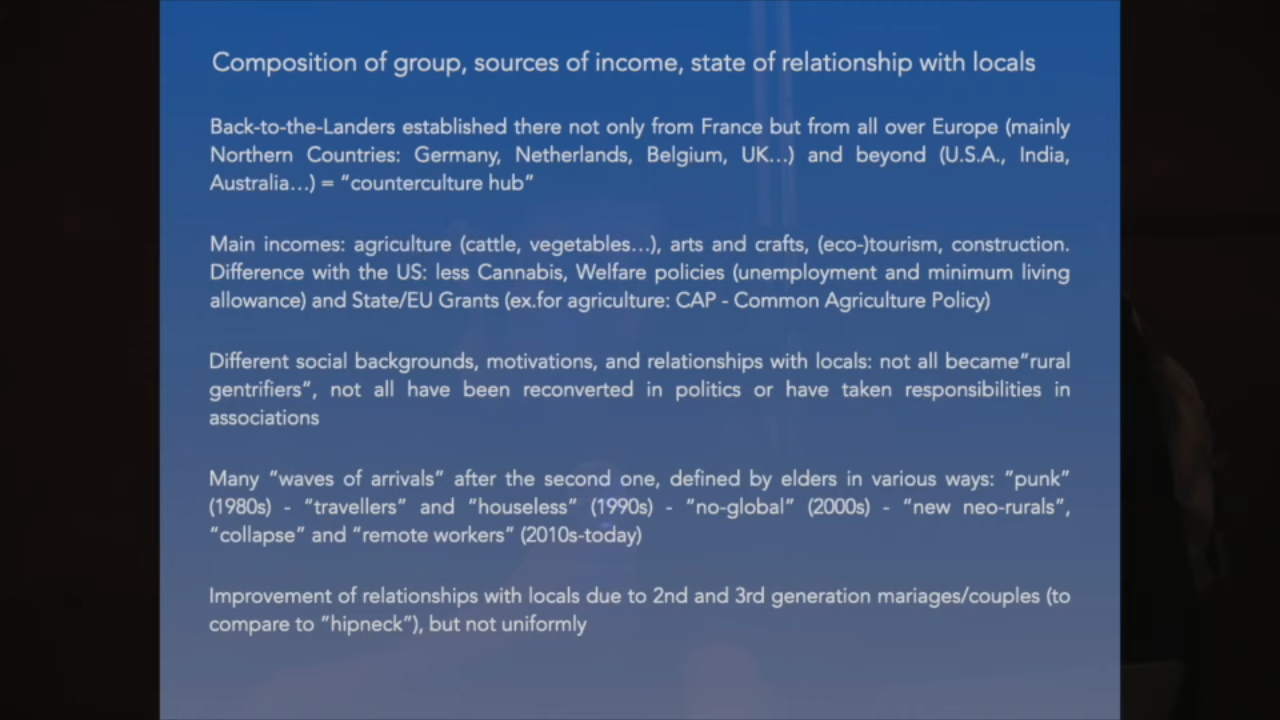 Composition of group, sources of income, state of relationship with locals
Back-to-the-Landers established there not only from France but from all over Europe (mainly
Northern Countries: Germany, Netherlands, Belgium, UK...) and beyond (U.S.A., India,
Australia...) = “counterculture hub”
Main incomes: agriculture (cattle, vegetables...), arts and crafts, (eco-)tourism, construction.
Difference with the US: less Cannabis, Welfare policies (unemployment and minimum living
allowance) and State/EU Grants (ex.for agriculture: CAP - Common Agriculture Policy)
Different social backgrounds, motivations, and relationships with locals: not all became“rural
gentrifiers”, not all have been reconverted in politics or have taken responsibilities in
associations
Many “waves of arrivals” after the second one, defined by elders in various ways: “punk”
(1980s) - “travellers” and “houseless” (1990s) - “no-global” (2000s) - “new neo-rurals”,
“collapse” and “remote workers” (2010s-today)
Improvement of relationships with locals due to 2nd and 3rd generation mariages/couples (to
compare to “hipneck”), but not uniformly